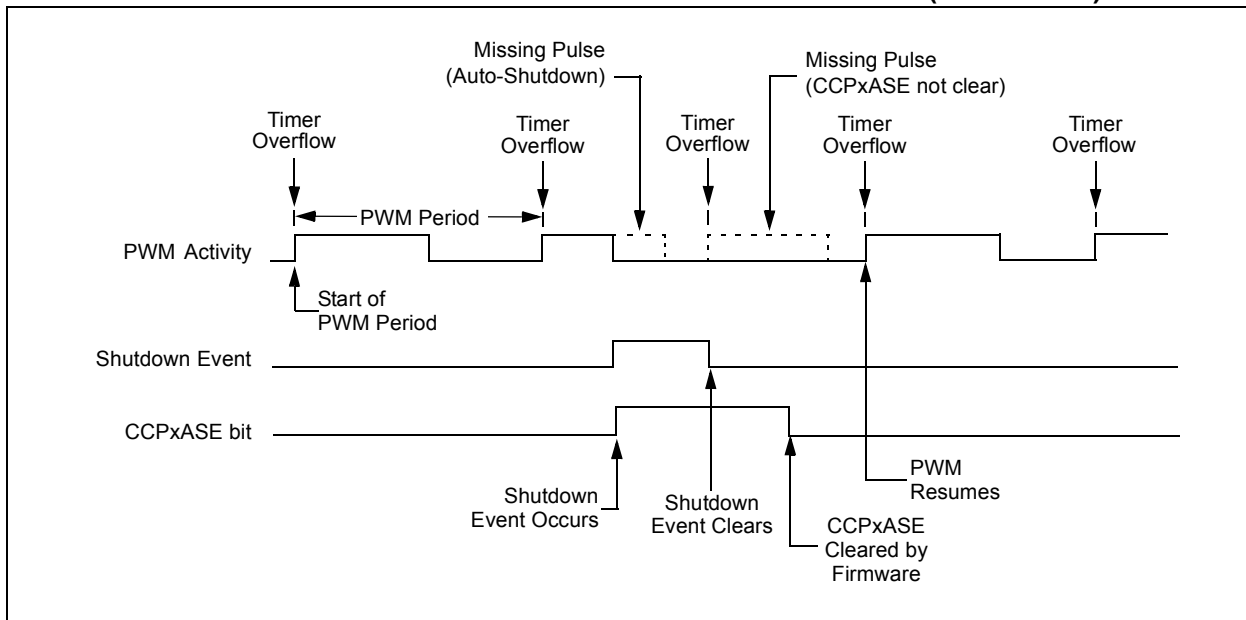 Missing Pulse
(Auto-Shutdown)
Missing Pulse
(CCPxASE not clear)
Timer
Overflow
Timer
Overflow
Timer
Overflow
Timer
Overflow
Timer
Overflow
PWM Period
PWM Activity
Start of
PWM Period
Shutdown Event
CCPxASE bit
Shutdown
Event Occurs
Shutdown
Event Clears
PWM
Resumes
CCPxASE
Cleared by
Firmware